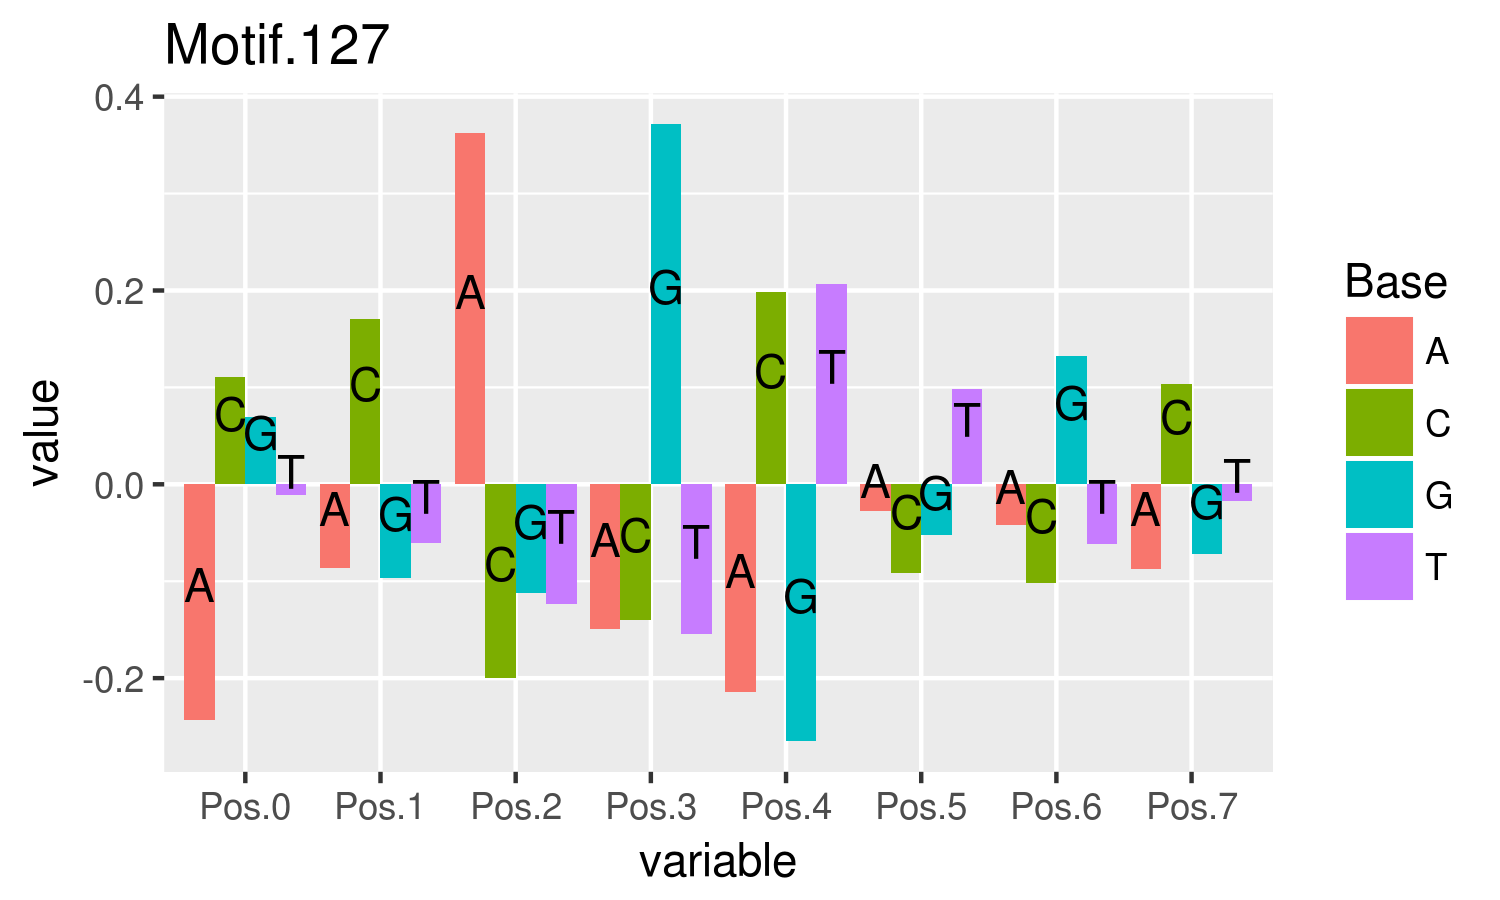 Motif.127
0.4
0.2
0.0
-0.2
value
A C G T A C G T A C G T A C G T A C G T A C G T A C G T A C G T
Pos.0 Pos.1 Pos.2 Pos.3 Pos.4 Pos.5 Pos.6 Pos.7
variable
Base
A
C
G
T